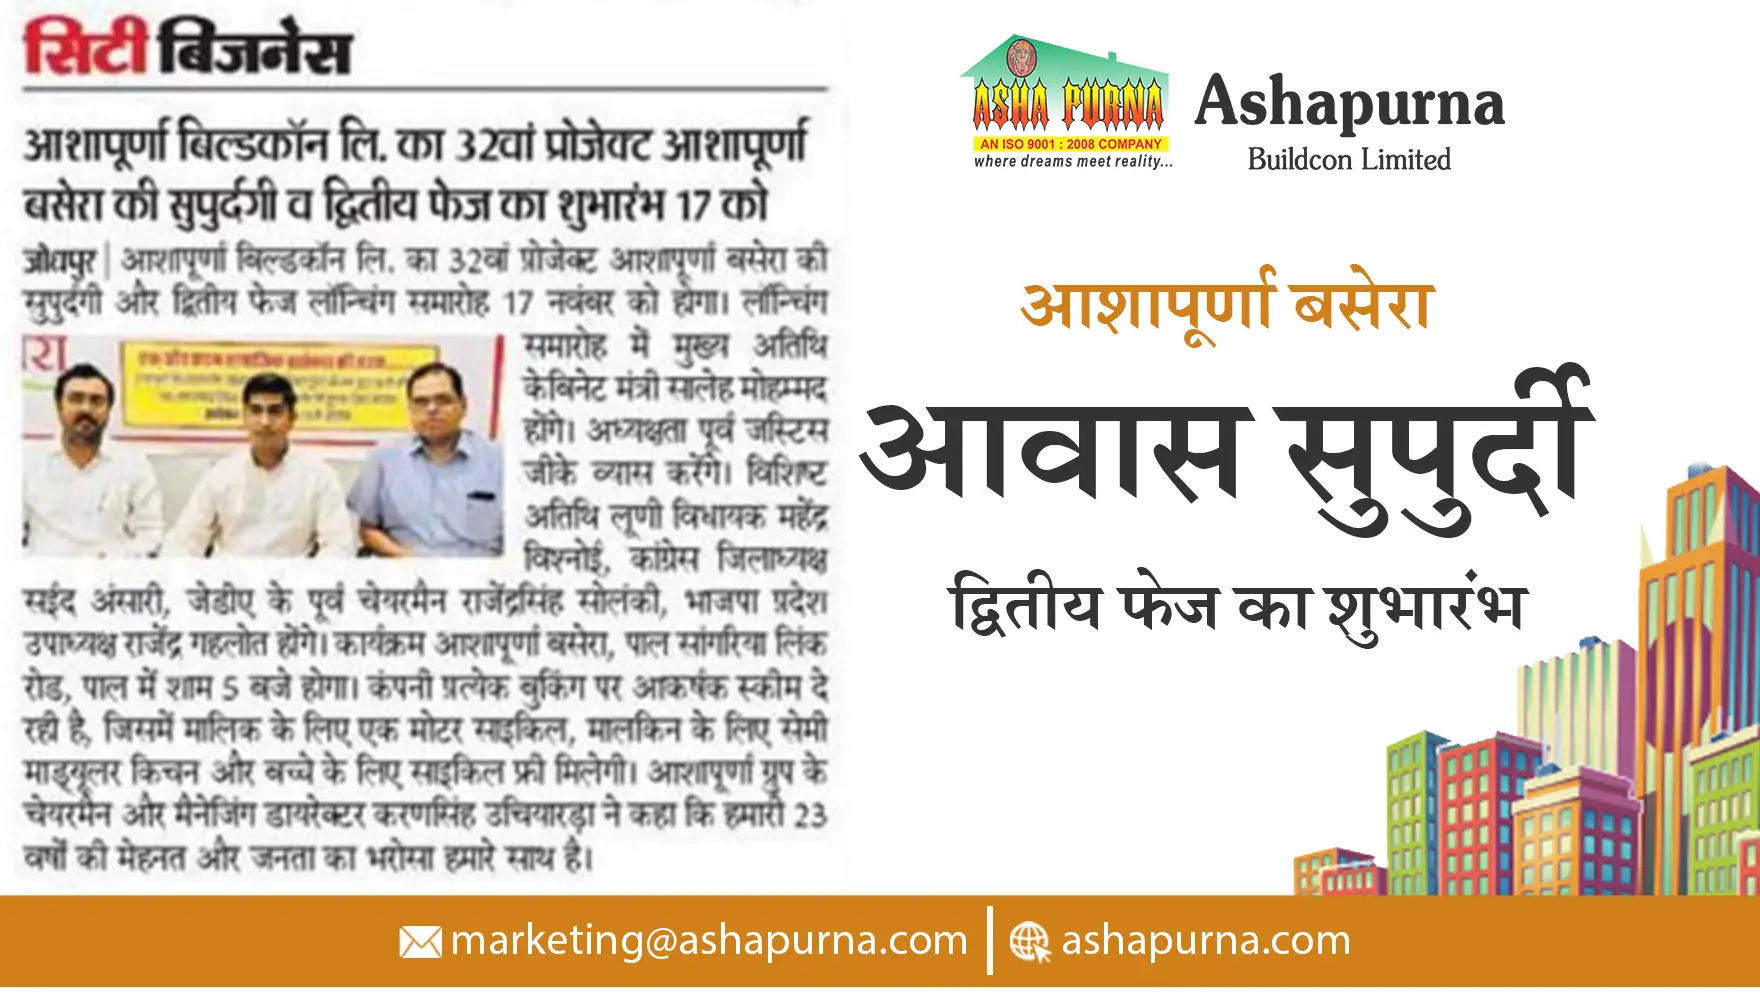 सिटी बिजनेस
आशापूर्णा बिल्डकॉन लि. का 32वां प्रोजेक्ट आशापूर्णा
बसेरा की सुपुर्दगी व द्वितीय फेज का शुभारंभ 17 को
जोधपुर | आशापूर्णा बिल्डकॉन लि. का 32वां प्रोजेक्ट आशापूर्णा बसेरा की
सुपुर्दगी और द्वितीय फेज लॉन्चिंग समारोह 17 नवंबर को होगा। लॉन्चिंग
समारोह में मुख्य अतिथि
केबिनेट मंत्री सालेह मोहम्मद
होंगे। अध्यक्षता पूर्व जस्टिस
जीके व्यास करेंगे। विशिष्ट
अतिथि लूणी विधायक महेंद्र
विश्नोई, कांग्रेस जिलाध्यक्ष
सईद अंसारी, जेडीए के पूर्व चेयरमैन राजेंद्रसिंह सोलंकी, भाजपा प्रदेश
उपाध्यक्ष राजेंद्र गहलोत होंगे। कार्यक्रम आशापूर्णा बसेरा, पाल सांगरिया लिंक
रोड, पाल में शाम 5 बजे होगा। कंपनी प्रत्येक बुकिंग पर आकर्षक स्कीम दे
रही है, जिसमें मालिक के लिए एक मोटर साइकिल, मालकिन के लिए सेमी
माड्यूलर किचन और बच्चे के लिए साइकिल फ्री मिलेगी। आशापूर्णा ग्रुप के
चेयरमैन और मैनेजिंग डायरेक्टर करणसिंह उचियारड़ा ने कहा कि हमारी 23
वर्षों की मेहनत और जनता का भरोसा हमारे साथ है।
ASHA PURNA
AN ISO 9001 : 2008 COMPANY
where dreams meet reality...
Ashapurna
Buildcon Limited
आशापूर्णा बसेरा
आवास सुपुर्दी
द्वितीय फेज का शुभारंभ
marketing@ashapurna.com | ashapurna.com